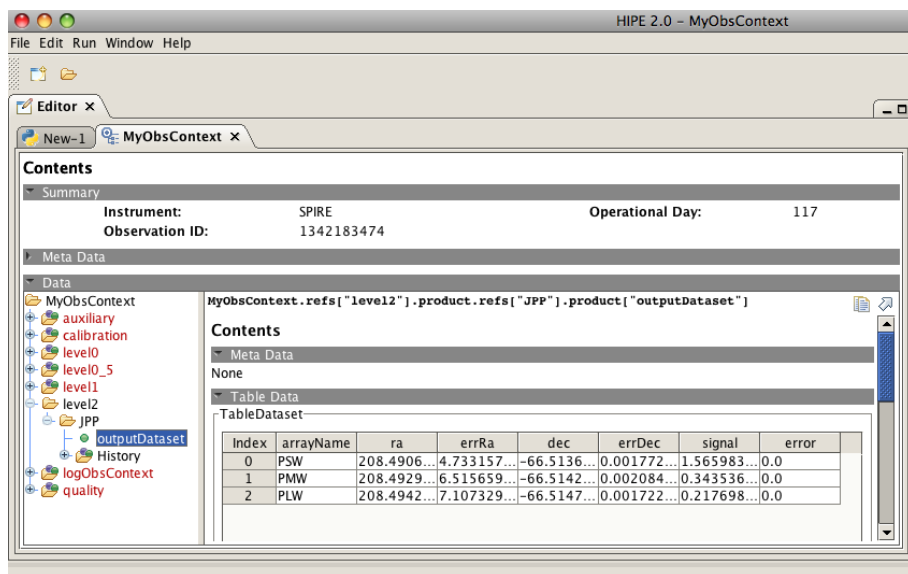 HIPE 2.0 - MyObsContext
File Edit Run Window Help
Editor ×
New-1 MyObsContext ×
Contents
Summary
Instrument: SPIRE Operational Day: 117
Observation ID: 1342183474
Meta Data
Data
MyObsContext
auxiliary
calibration
level0
level0_5
level1
level2
JPP
outputDataset
History
logObsContext
quality
MyObsContext.refs["level2"].product.refs["JPP"].product["outputDataset"]
Contents
Meta Data
None
Table Data
TableDataset
Index arrayName ra errRa dec errDec signal error
0 PSW 208.4906... 4.733157... -66.5136... 0.001772... 1.565983... 0.0
1 PMW 208.4929... 6.515659... -66.5142... 0.002084... 0.343536... 0.0
2 PLW 208.4942... 7.107329... -66.5147... 0.001722... 0.217698... 0.0